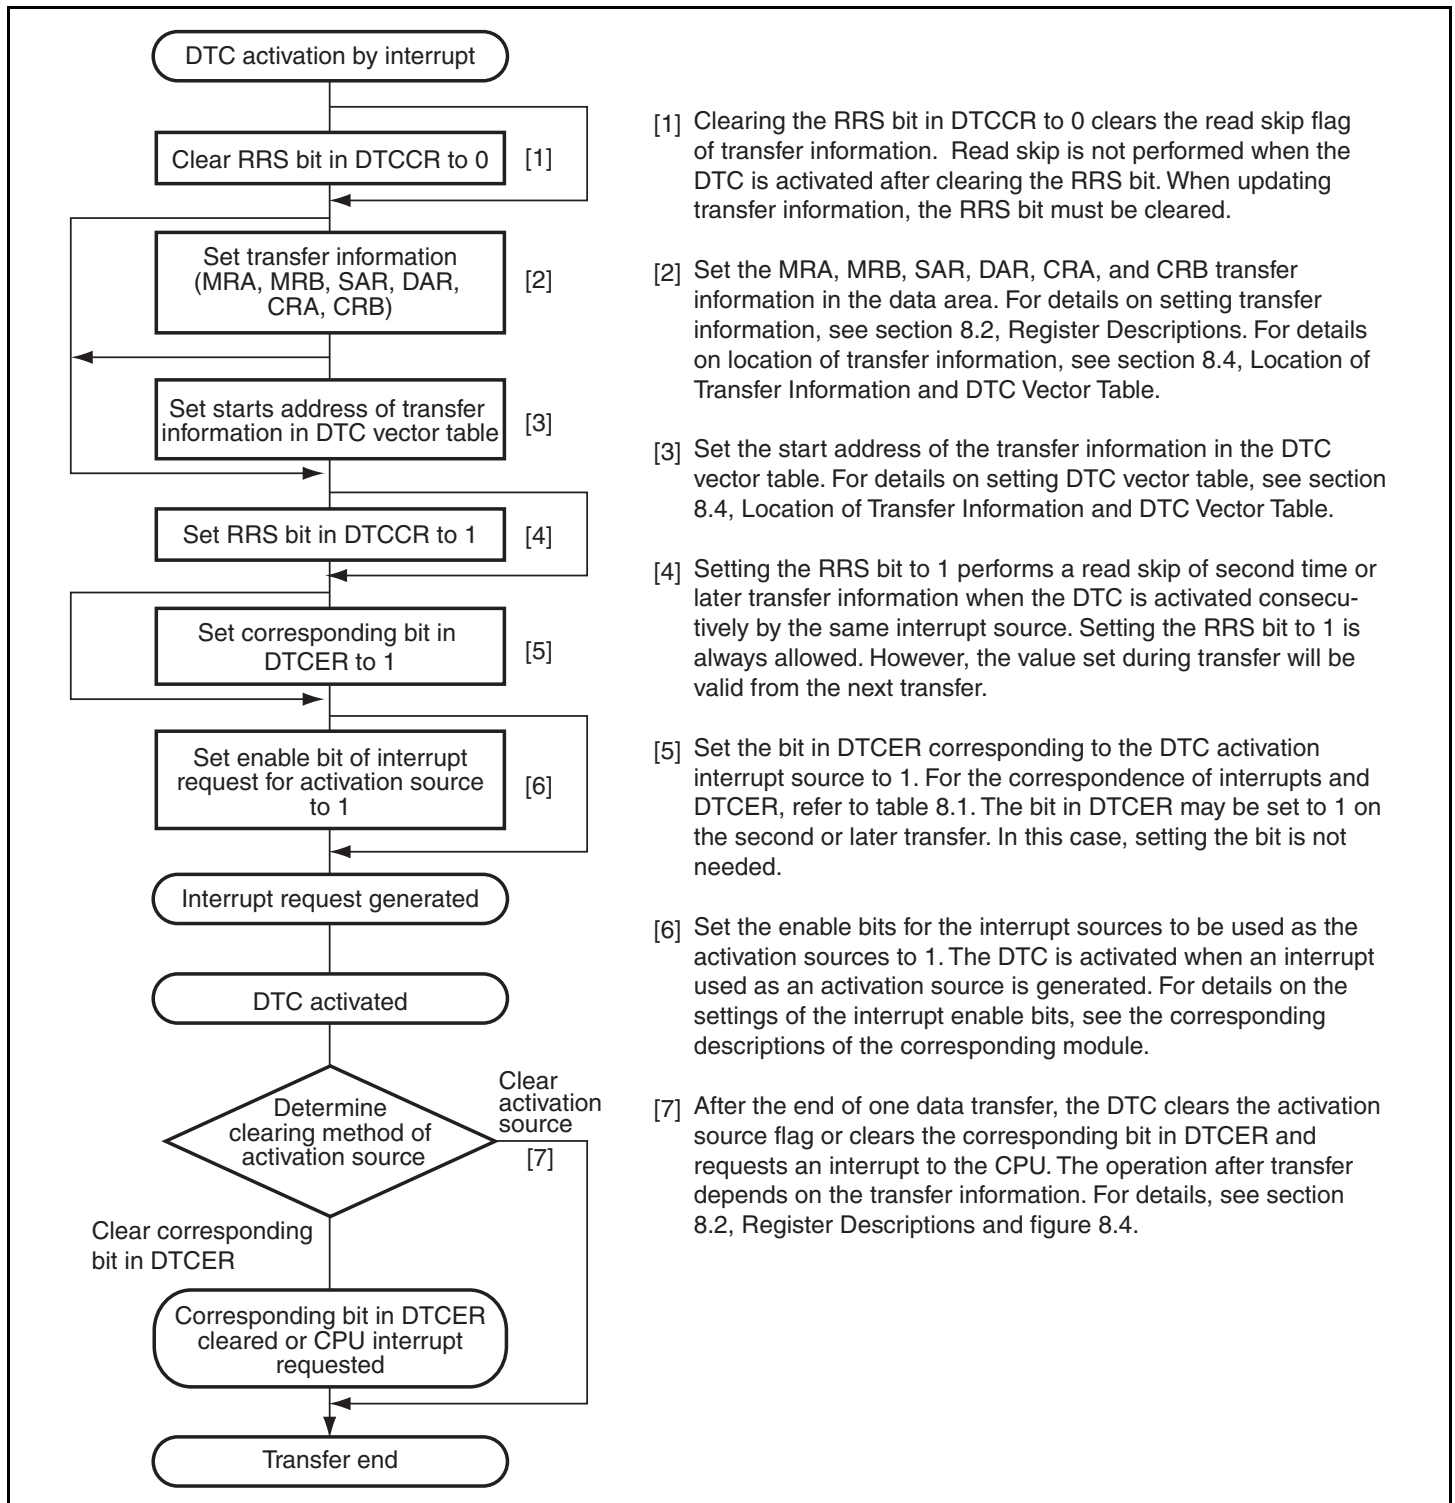 DTC activation by interrupt
Clear RRS bit in DTCCR to 0
[1]
Set transfer information
(MRA, MRB, SAR, DAR,
CRA, CRB)
[2]
Set starts address of transfer
information in DTC vector table
[3]
Set RRS bit in DTCCR to 1
[4]
Set corresponding bit in
DTCER to 1
[5]
Set enable bit of interrupt
request for activation source
to 1
[6]
Interrupt request generated
DTC activated
Determine
clearing method of
activation source
Clear
activation
source
[7]
Clear corresponding
bit in DTCER
Corresponding bit in DTCER
cleared or CPU interrupt
requested
Transfer end
[1] Clearing the RRS bit in DTCCR to 0 clears the read skip flag
of transfer information. Read skip is not performed when the
DTC is activated after clearing the RRS bit. When updating
transfer information, the RRS bit must be cleared.
[2] Set the MRA, MRB, SAR, DAR, CRA, and CRB transfer
information in the data area. For details on setting transfer
information, see section 8.2, Register Descriptions. For details
on location of transfer information, see section 8.4, Location of
Transfer Information and DTC Vector Table.
[3] Set the start address of the transfer information in the DTC
vector table. For details on setting DTC vector table, see section
8.4, Location of Transfer Information and DTC Vector Table.
[4] Setting the RRS bit to 1 performs a read skip of second time or
later transfer information when the DTC is activated consecu-
tively by the same interrupt source. Setting the RRS bit to 1 is
always allowed. However, the value set during transfer will be
valid from the next transfer.
[5] Set the bit in DTCER corresponding to the DTC activation
interrupt source to 1. For the correspondence of interrupts and
DTCER, refer to table 8.1. The bit in DTCER may be set to 1 on
the second or later transfer. In this case, setting the bit is not
needed.
[6] Set the enable bits for the interrupt sources to be used as the
activation sources to 1. The DTC is activated when an interrupt
used as an activation source is generated. For details on the
settings of the interrupt enable bits, see the corresponding
descriptions of the corresponding module.
[7] After the end of one data transfer, the DTC clears the activation
source flag or clears the corresponding bit in DTCER and
requests an interrupt to the CPU. The operation after transfer
depends on the transfer information. For details, see section
8.2, Register Descriptions and figure 8.4.